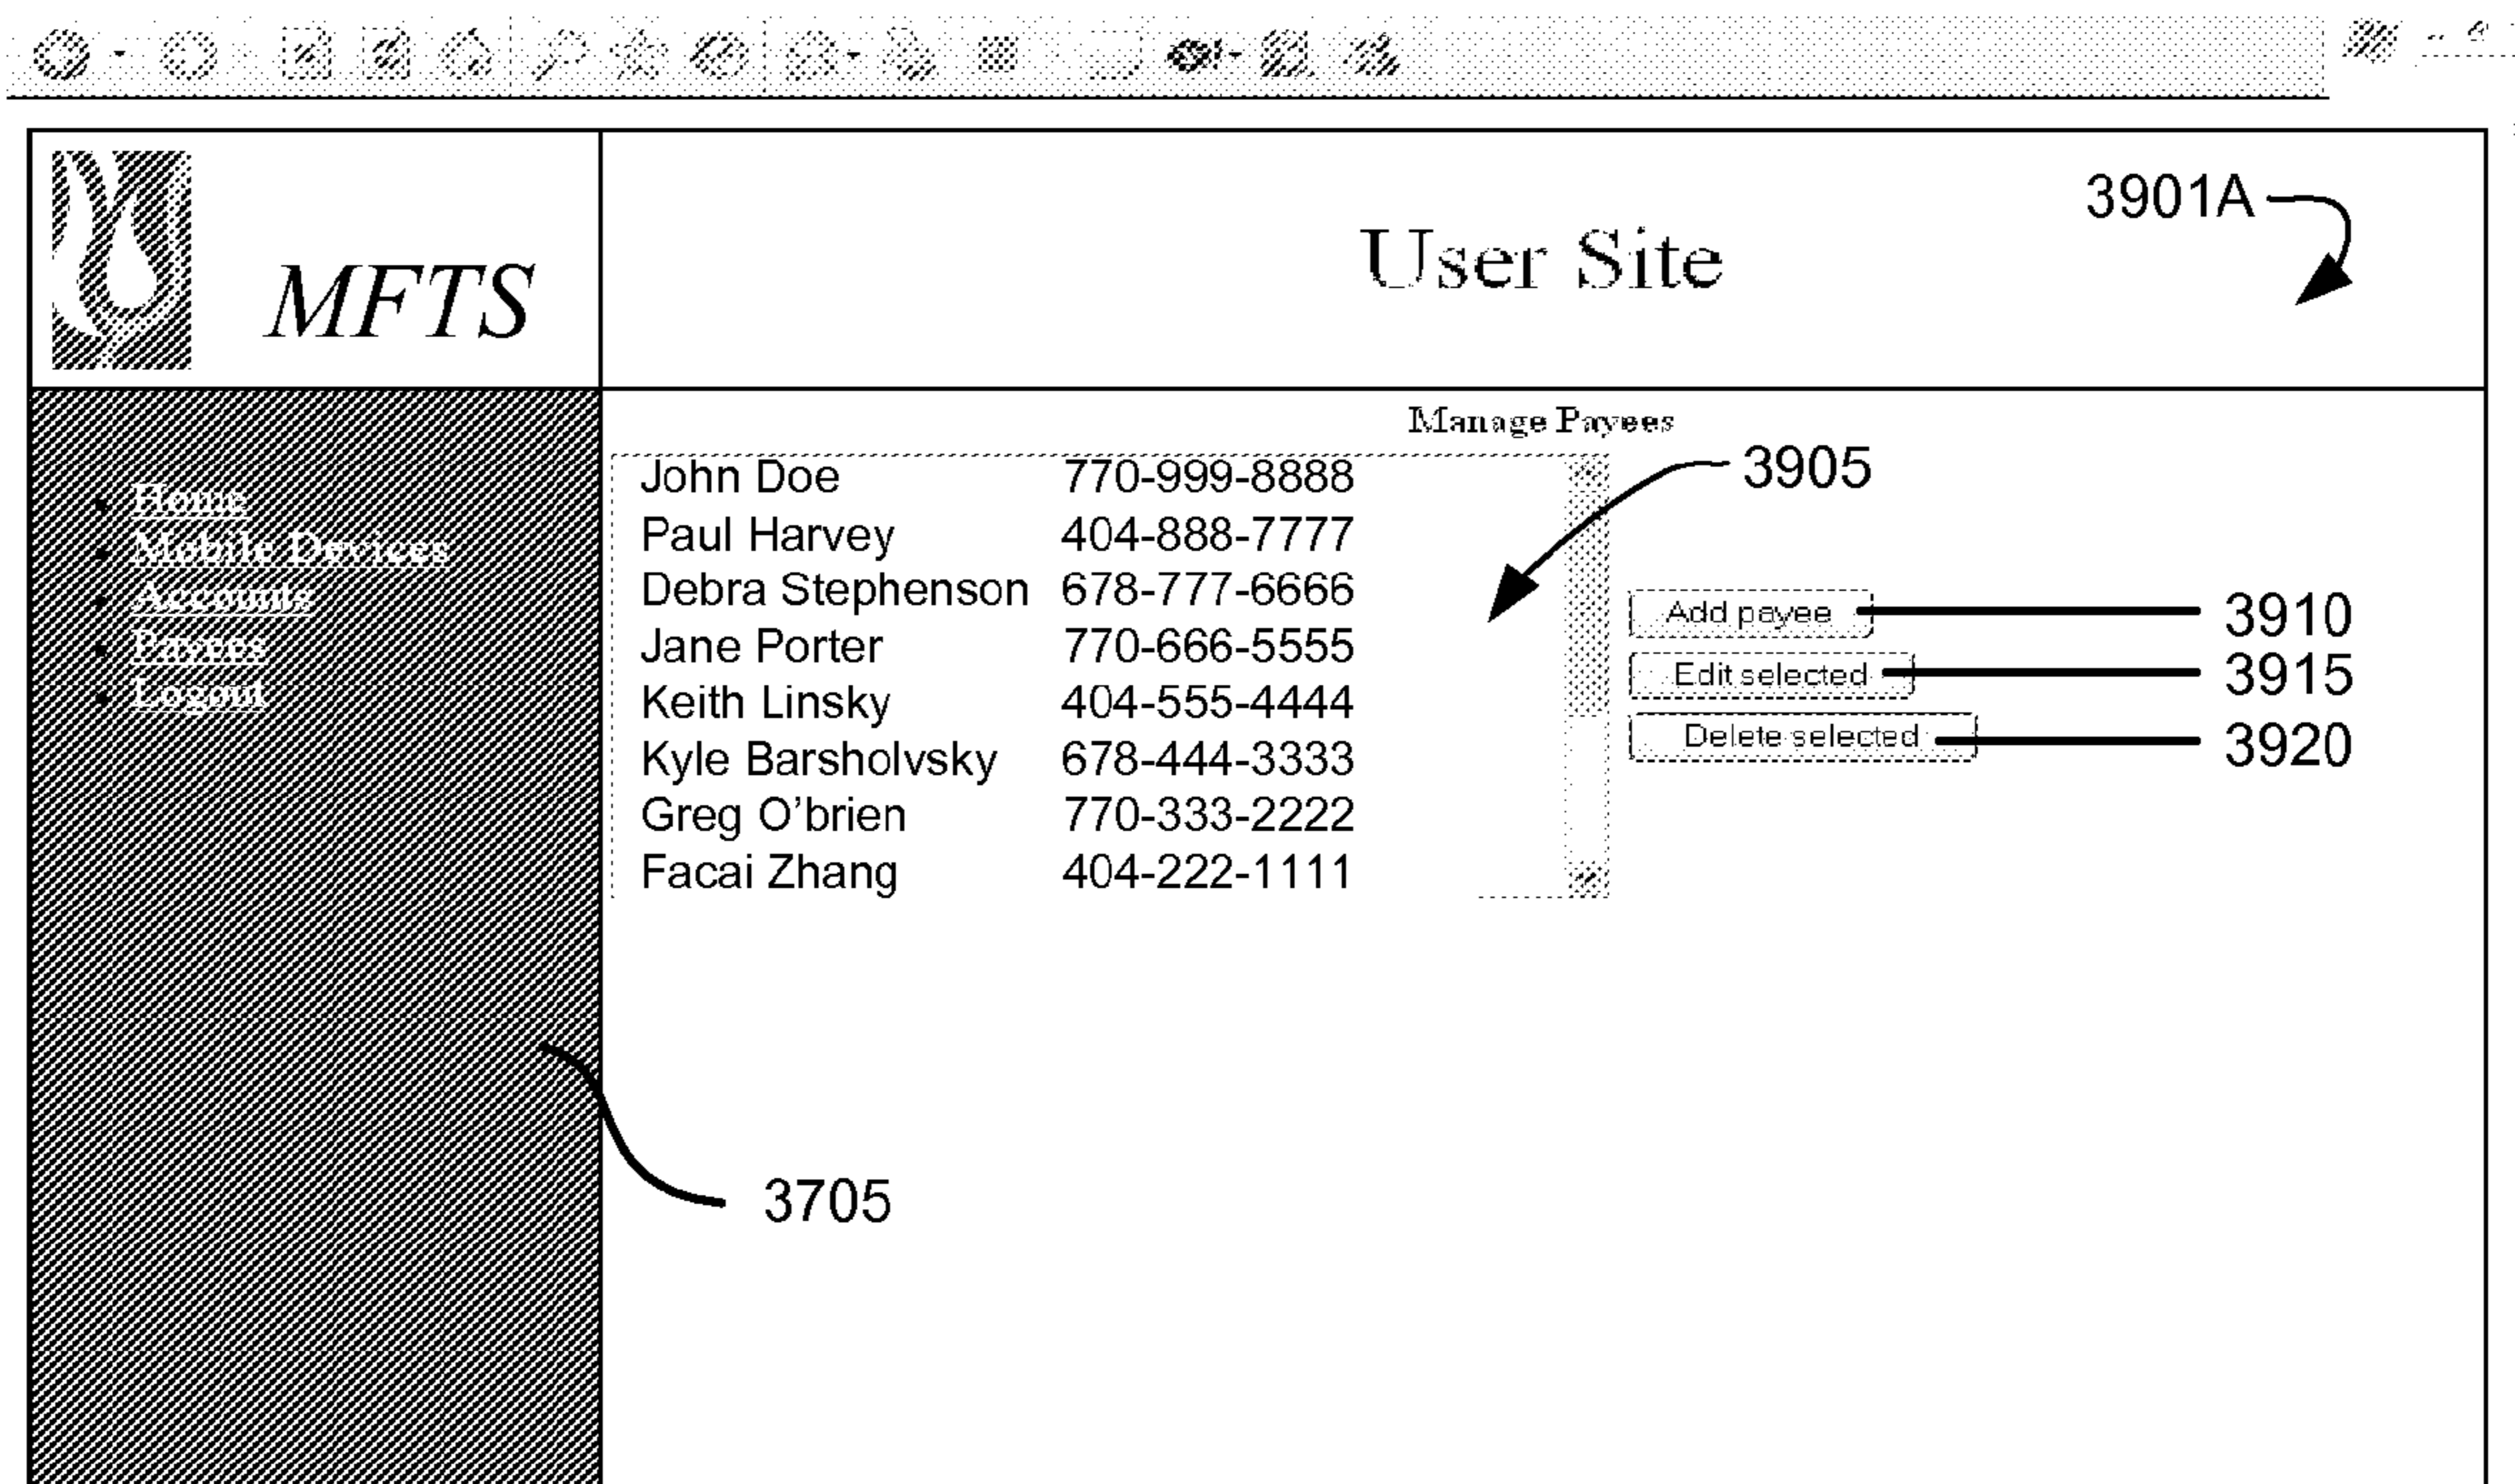 3901A
User Site
MFTS
Manage Payees
Home
Mobile Devices
Accounts
Payees
Logout
John Doe 770-999-8888
3905
Paul Harvey 404-888-7777
Debra Stephenson 678-777-6666
Add payee 3910
Jane Porter 770-666-5555
Edit selected 3915
Keith Linsky 404-555-4444
Delete selected 3920
Kyle Barsholvsky 678-444-3333
Greg O'brien 770-333-2222
Facai Zhang 404-222-1111
3705